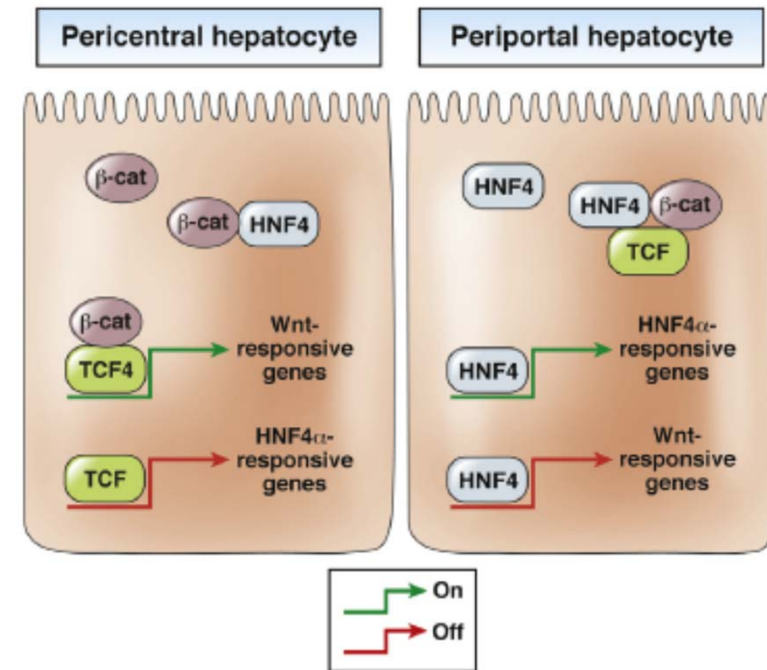 Pericentral hepatocyte
β-cat
β-cat HNF4
β-cat
TCF4
Wnt-
responsive
genes
TCF
HNF4α-
responsive
genes
Periportal hepatocyte
HNF4
HNF4 β-cat
TCF
HNF4
HNF4α-
responsive
genes
HNF4
Wnt-
responsive
genes
On
Off